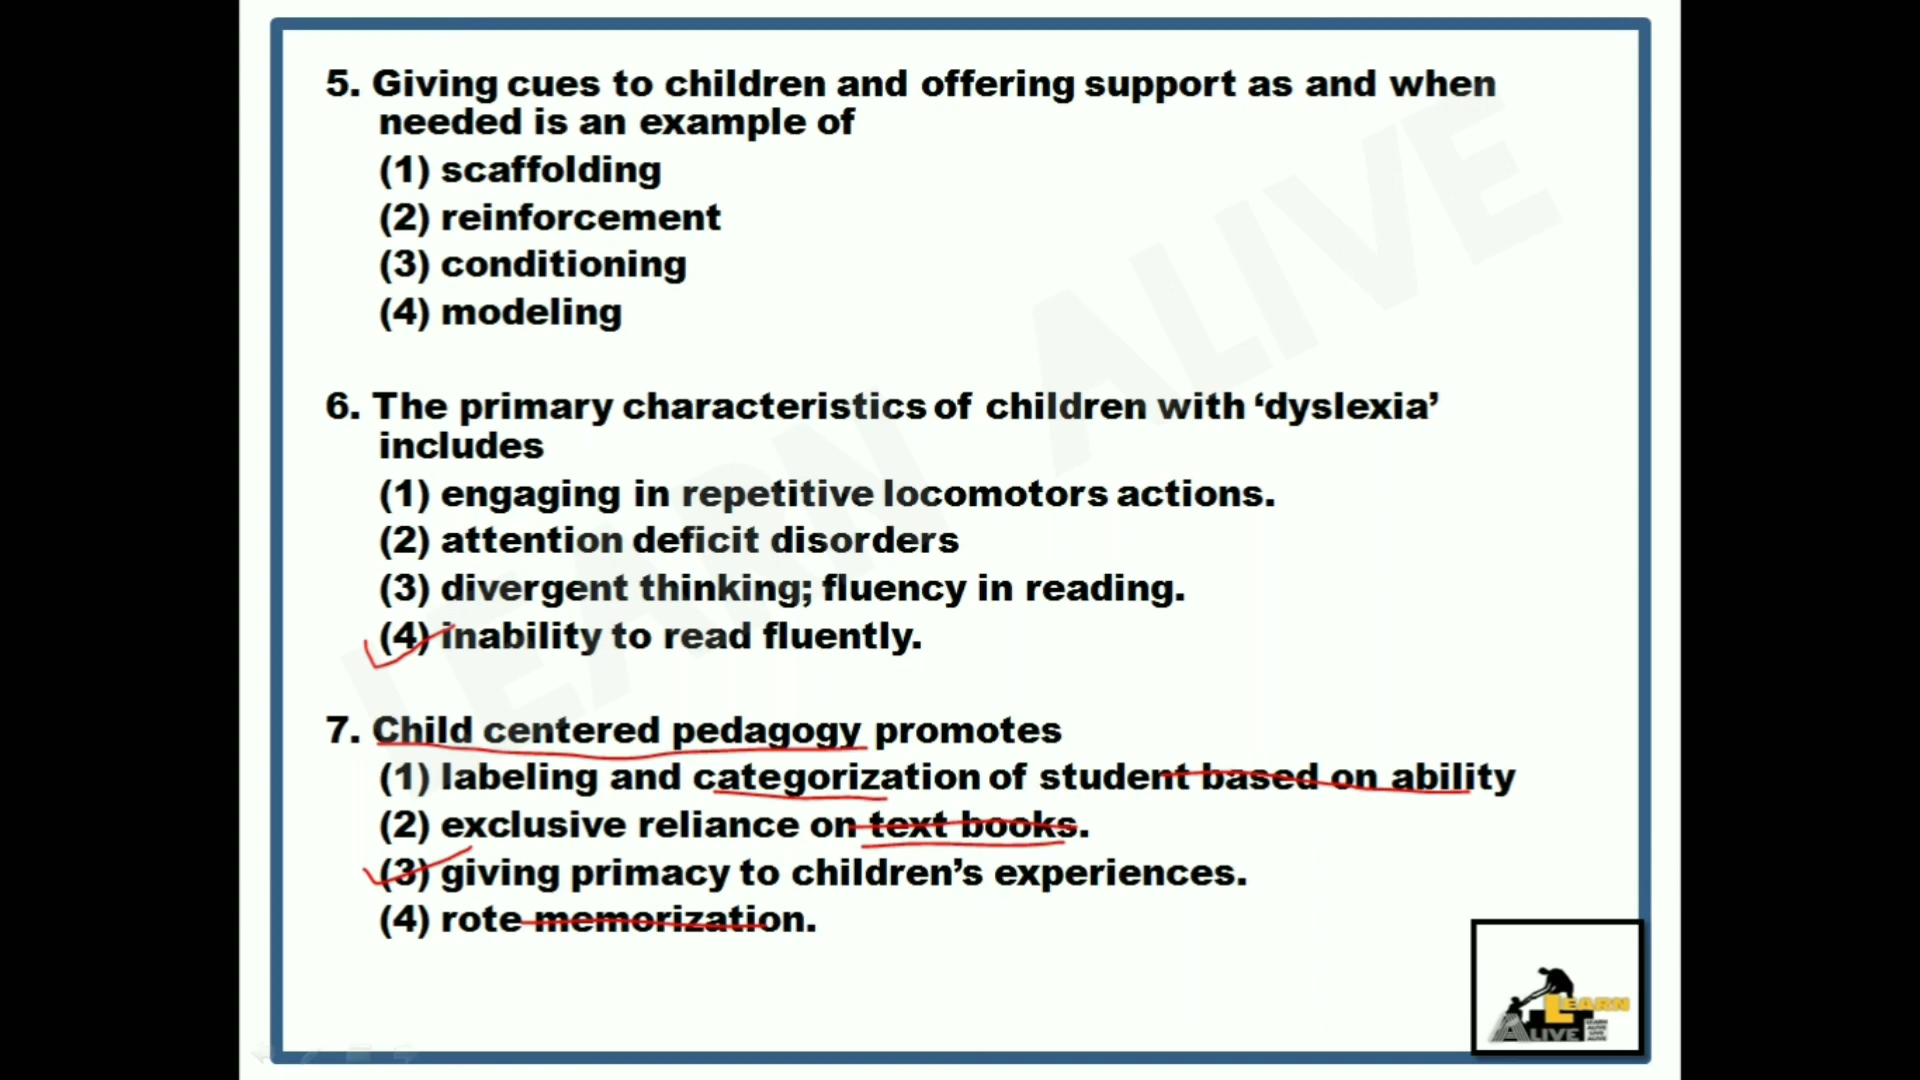 5. Giving cues to children and offering support as and when
needed is an example of
(1) scaffolding
(2) reinforcement
(3) conditioning
(4) modeling
6. The primary characteristics of children with ‘dyslexia’
includes
(1) engaging in repetitive locomotors actions.
(2) attention deficit disorders
(3) divergent thinking; fluency in reading.
(4) inability to read fluently.
7. Child centered pedagogy promotes
(1) labeling and categorization of student based on ability
(2) exclusive reliance on text books.
(3) giving primacy to children’s experiences.
(4) rote memorization.
LEARN ALIVE
LEARN
ALIVE